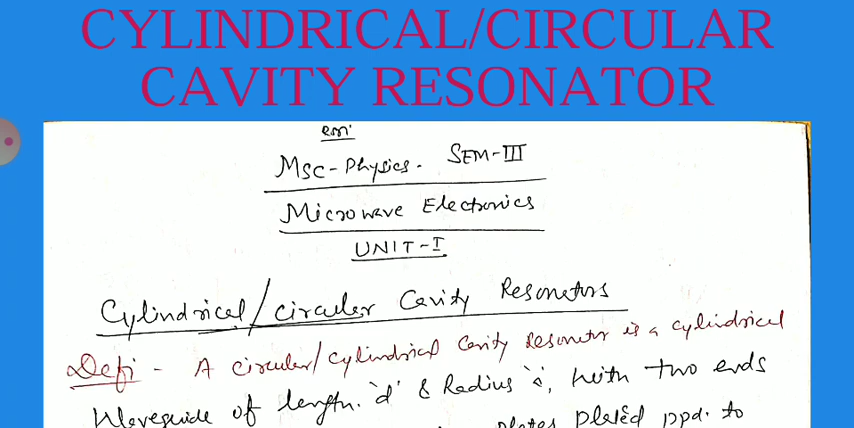 CYLINDRICAL/CIRCULAR
CAVITY RESONATOR
MSC-Physics. SEM-III
Microwave Electronics
UNIT-I
Cylindrical/circular Cavity Resonators
Defi - A circular/cylindrical Cavity Resonator is a cylindrical
Waveguide of length 'd' & Radius 'a', with two ends
plates placed ppd. to